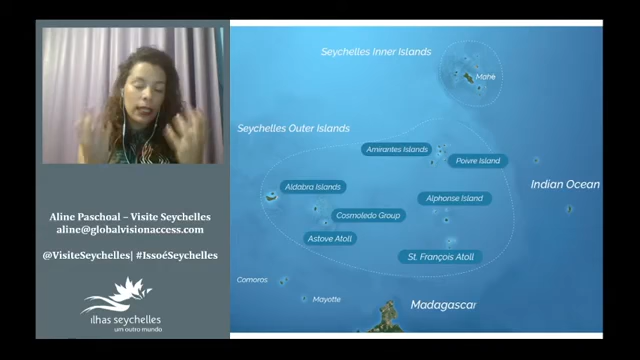 Aline Paschoal – Visite Seychelles
aline@globalvisionaccess.com
@VisiteSeychelles| #IssoéSeychelles
ilhas seychelles
um outro mundo
Seychelles Inner Islands
Mahé
Seychelles Outer Islands
Amirantes Islands
Poivre Island
Aldabra Islands
Alphonse Island
Indian Ocean
Cosmoledo Group
Astove Atoll
St. François Atoll
Comoros
Mayotte
Madagascar